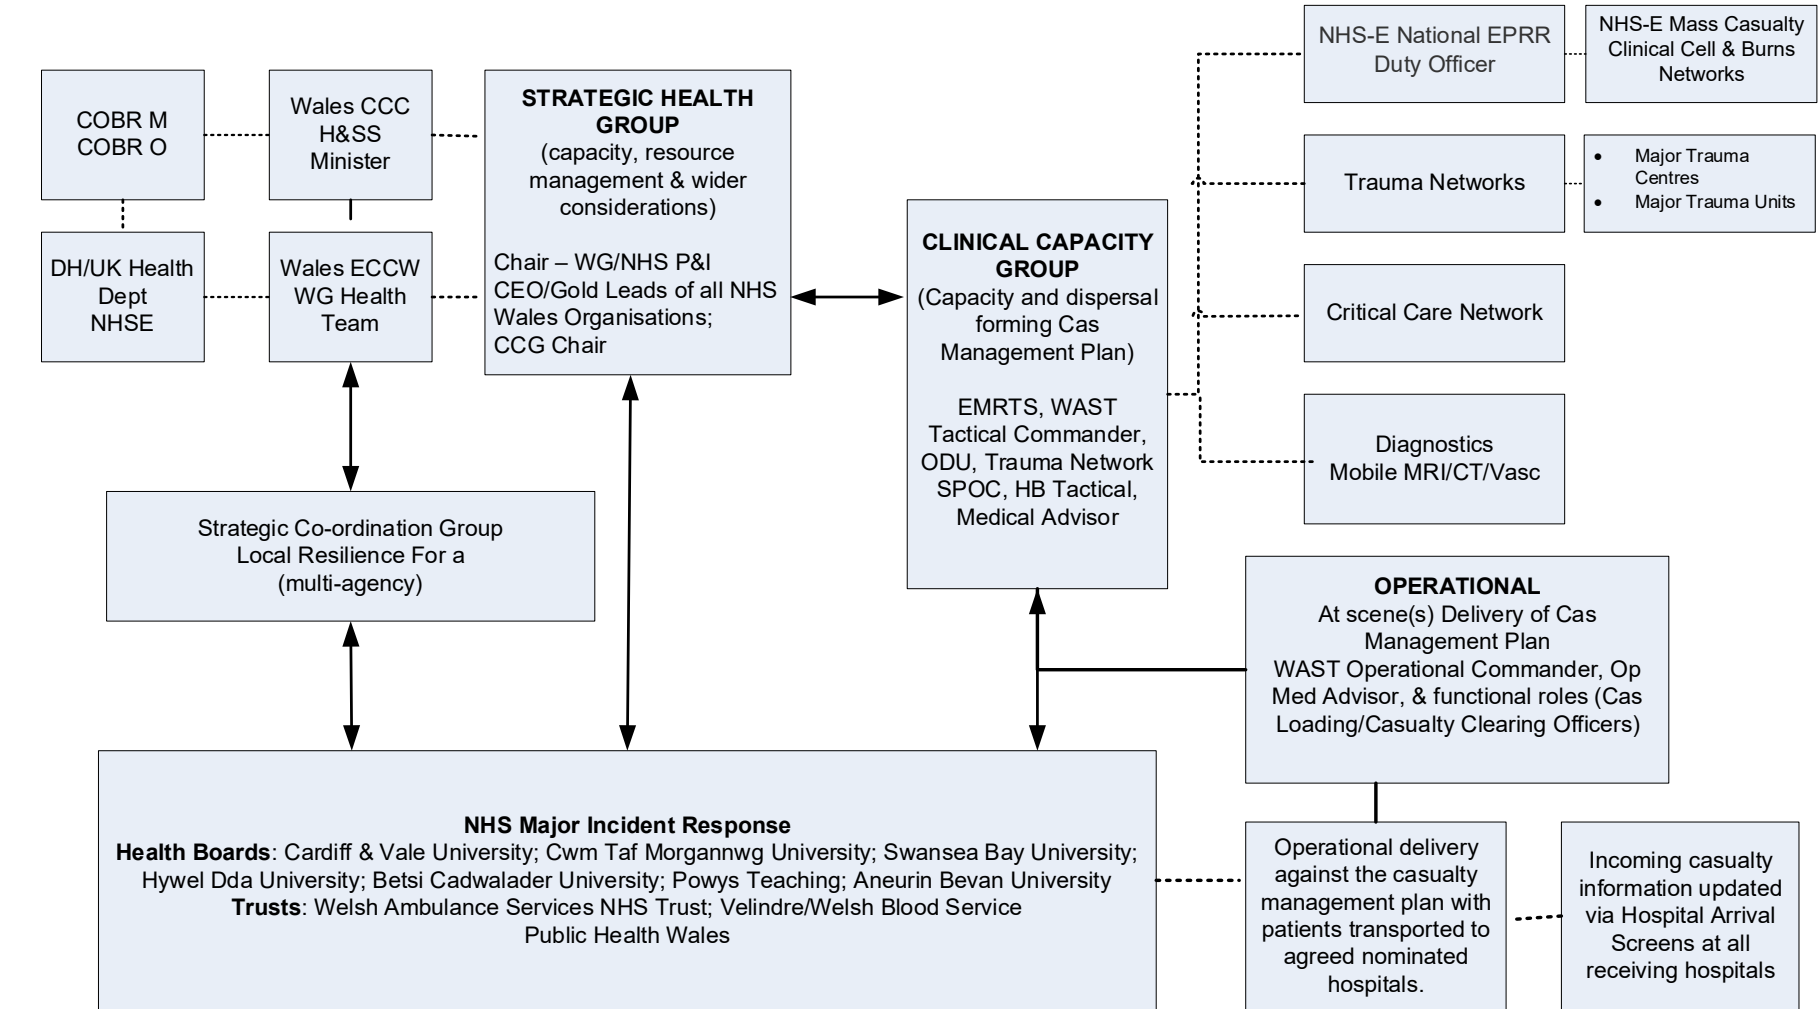 COBR M
COBR O
Wales CCC
H&SS
Minister
DH/UK Health
Dept
NHSE
Wales ECCW
WG Health
Team
STRATEGIC HEALTH
GROUP
(capacity, resource
management & wider
considerations)
Chair – WG/NHS P&I
CEO/Gold Leads of all NHS
Wales Organisations;
CCG Chair
CLINICAL CAPACITY
GROUP
(Capacity and dispersal
forming Cas
Management Plan)
EMRTS, WAST
Tactical Commander,
ODU, Trauma Network
SPOC, HB Tactical,
Medical Advisor
NHS-E National EPRR
Duty Officer
NHS-E Mass Casualty
Clinical Cell & Burns
Networks
Trauma Networks
• Major Trauma
Centres
• Major Trauma Units
Critical Care Network
Diagnostics
Mobile MRI/CT/Vasc
Strategic Co-ordination Group
Local Resilience For a
(multi-agency)
OPERATIONAL
At scene(s) Delivery of Cas
Management Plan
WAST Operational Commander, Op
Med Advisor, & functional roles (Cas
Loading/Casualty Clearing Officers)
NHS Major Incident Response
Health Boards: Cardiff & Vale University; Cwm Taf Morgannwg University; Swansea Bay University;
Hywel Dda University; Betsi Cadwalader University; Powys Teaching; Aneurin Bevan University
Trusts: Welsh Ambulance Services NHS Trust; Velindre/Welsh Blood Service
Public Health Wales
Operational delivery
against the casualty
management plan with
patients transported to
agreed nominated
hospitals.
Incoming casualty
information updated
via Hospital Arrival
Screens at all
receiving hospitals